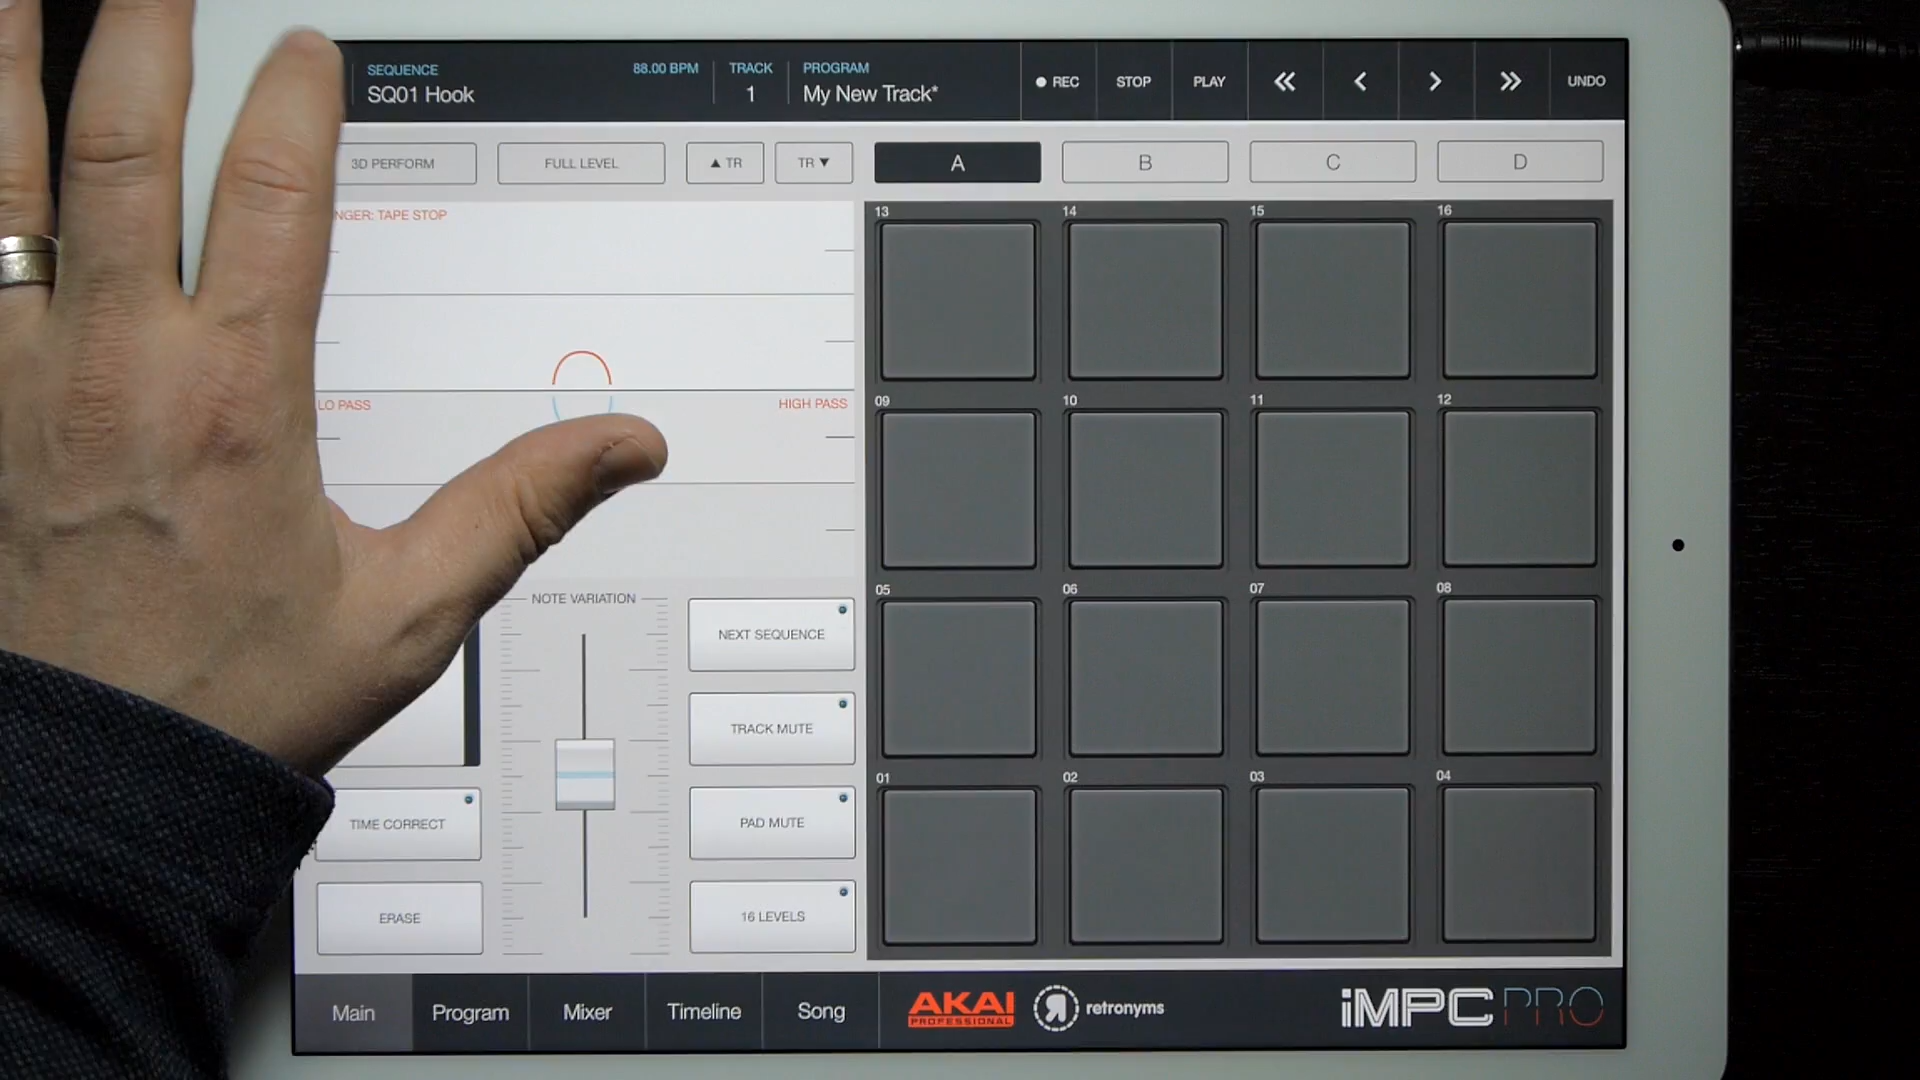 SEQUENCE
88.00 BPM
TRACK
PROGRAM
SQ01 Hook
1
My New Track*
REC
STOP
PLAY
UNDO
3D PERFORM
FULL LEVEL
▲ TR
TR ▼
A
B
C
D
TAPE STOP
LO PASS
HIGH PASS
13
14
15
16
09
10
11
12
05
06
07
08
01
02
03
04
NOTE VARIATION
NEXT SEQUENCE
TRACK MUTE
TIME CORRECT
PAD MUTE
ERASE
16 LEVELS
Main
Program
Mixer
Timeline
Song
AKAI
PROFESSIONAL
retronyms
iMPC PRO